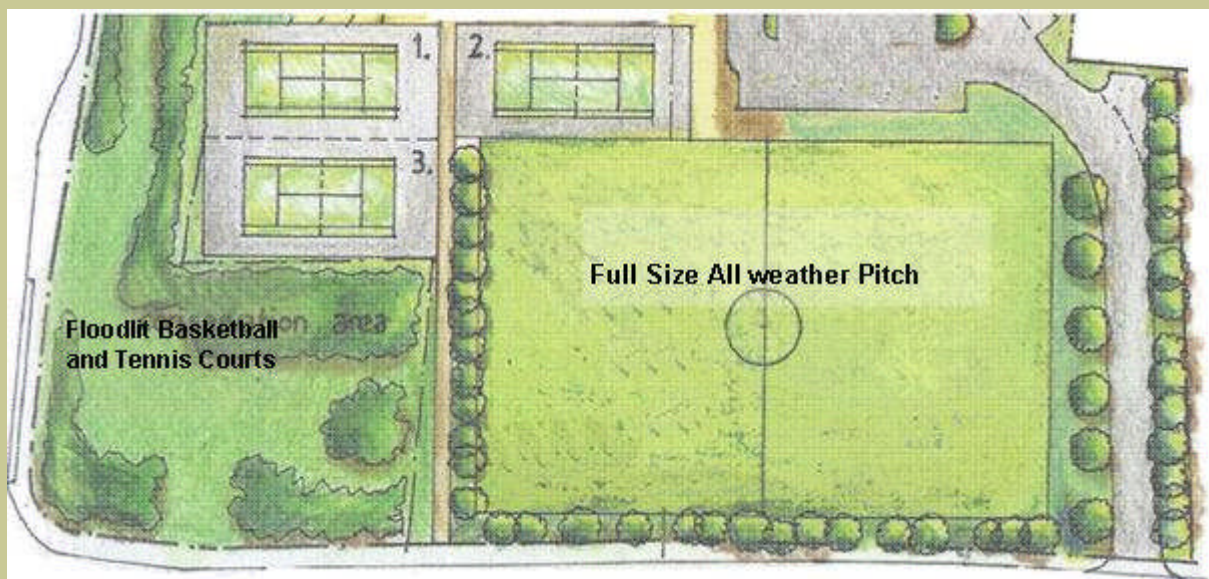 1.
2.
3.
Full Size All weather Pitch
area
Floodlit Basketball
and Tennis Courts